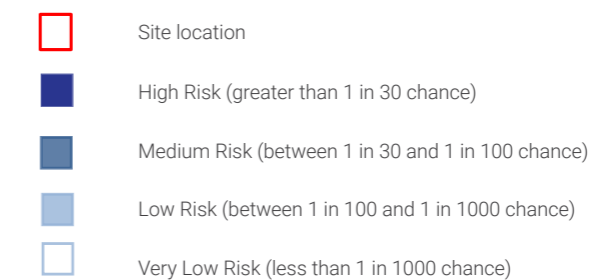 Site location
High Risk (greater than 1 in 30 chance)
Medium Risk (between 1 in 30 and 1 in 100 chance)
Low Risk (between 1 in 100 and 1 in 1000 chance)
Very Low Risk (less than 1 in 1000 chance)